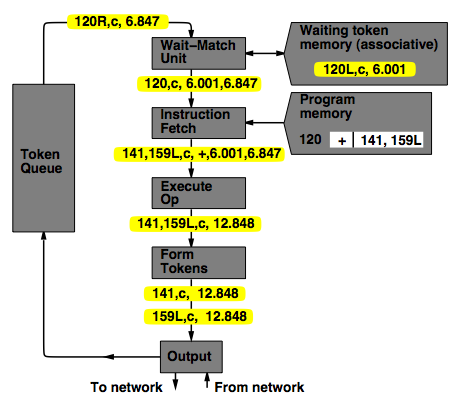 120R,c, 6.847
Wait–Match
Unit
Waiting token
memory (associative)
120L,c, 6.001
120,c, 6.001,6.847
Instruction
Fetch
Program
memory
120 + 141, 159L
Token
Queue
141,159L,c, +,6.001,6.847
Execute
Op
141,159L,c, 12.848
Form
Tokens
141,c, 12.848
159L,c, 12.848
Output
To network
From network